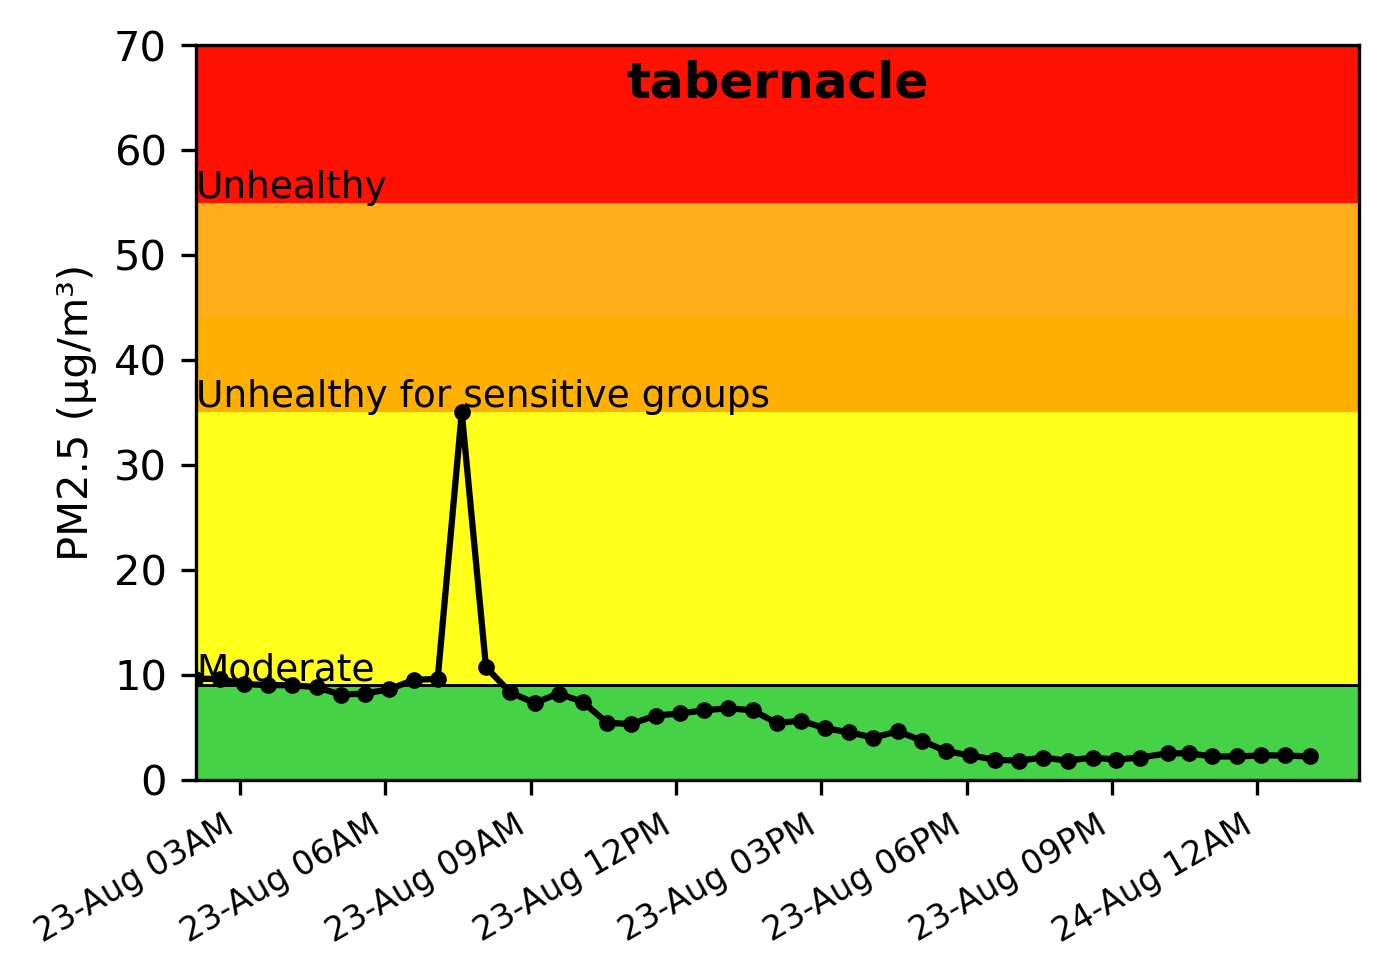 tabernacle
70
60
50
40
30
20
10
0
PM2.5 (µg/m³)
Unhealthy
Unhealthy for sensitive groups
Moderate
23-Aug 03AM
23-Aug 06AM
23-Aug 09AM
23-Aug 12PM
23-Aug 03PM
23-Aug 06PM
23-Aug 09PM
24-Aug 12AM